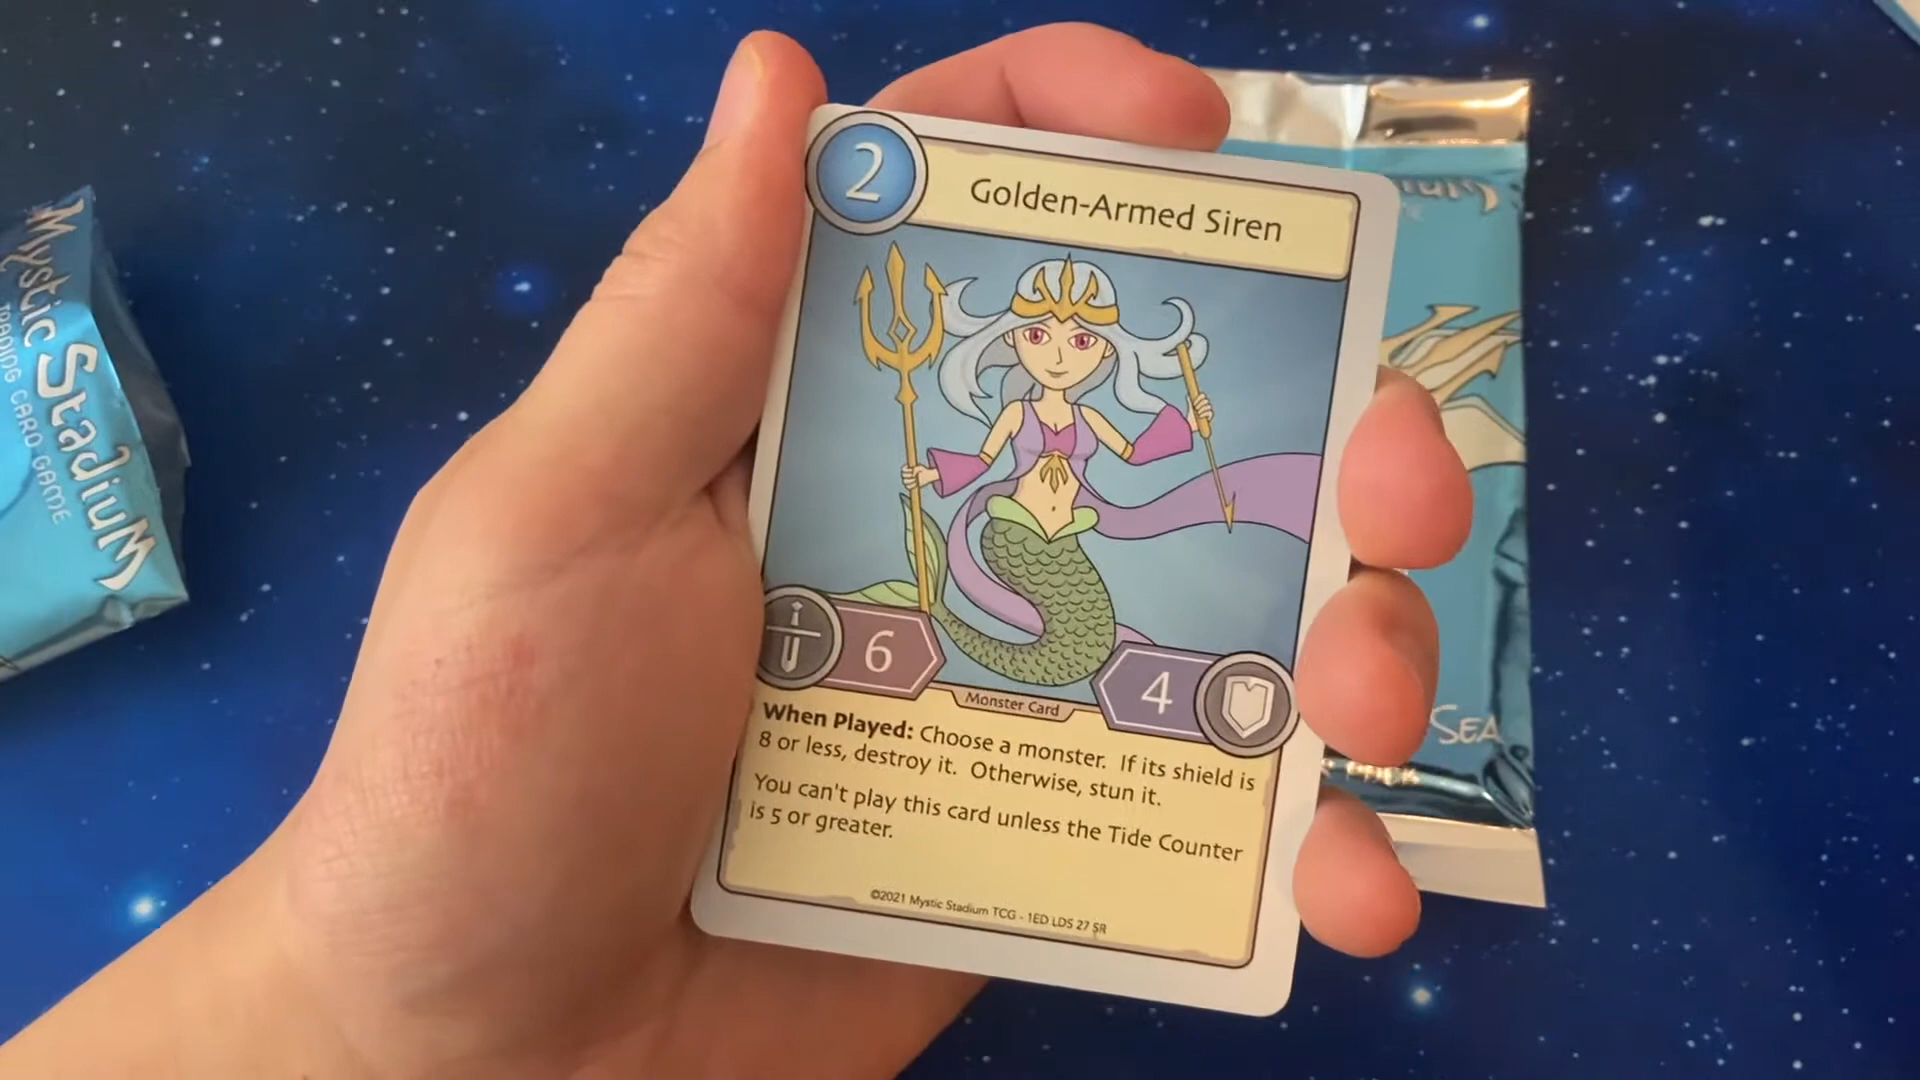 Mystic
Stadium
TRADING CARD GAME
2
Golden-Armed Siren
6
Monster Card
4
When Played: Choose a monster.  If its shield is
8 or less, destroy it.  Otherwise, stun it.
You can't play this card unless the Tide Counter
is 5 or greater.
©2021 Mystic Stadium TCG - 1ED LDS 27 SR
SEA